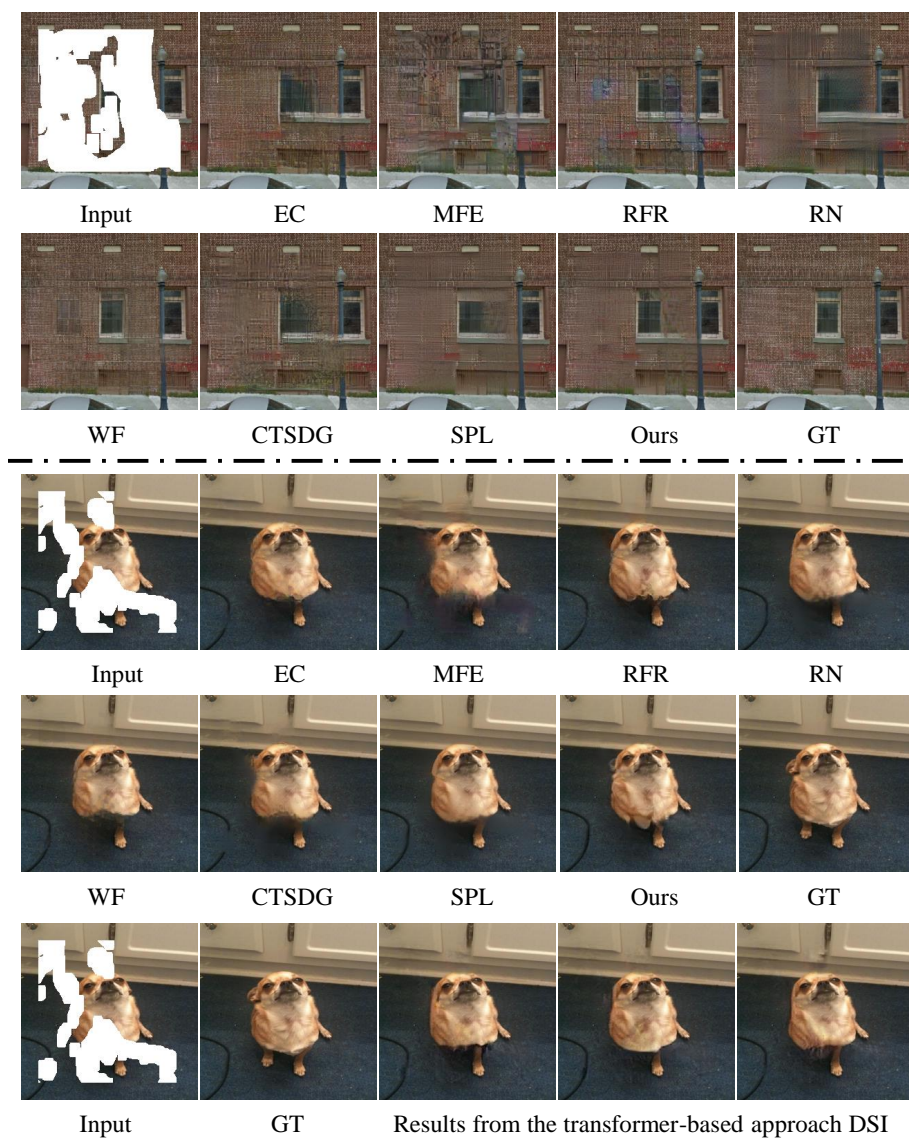 Input EC MFE RFR RN
WF CTSDG SPL Ours GT
Input EC MFE RFR RN
WF CTSDG SPL Ours GT
Input GT Results from the transformer-based approach DSI